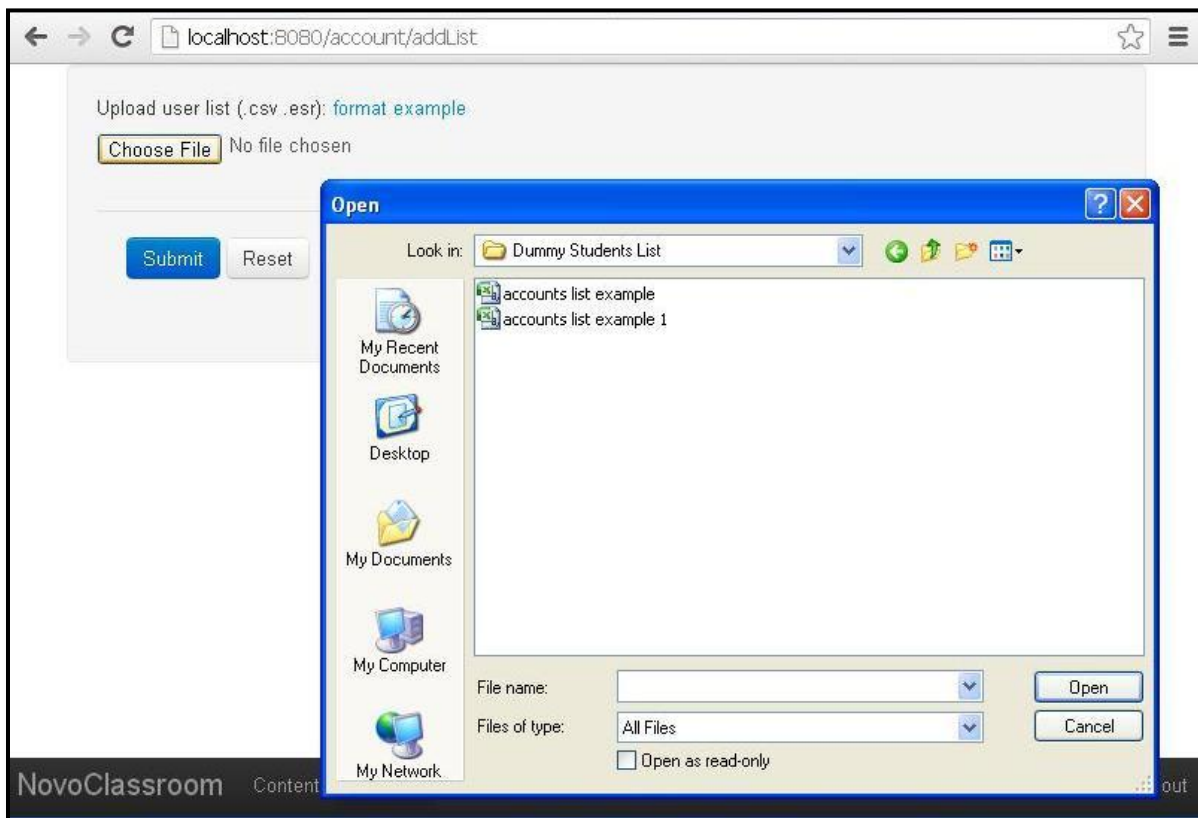 localhost:8080/account/addList
Upload user list (.csv .esr): format example
Choose File No file chosen
Submit Reset
Open
Look in: Dummy Students List
accounts list example
accounts list example 1
My Recent
Documents
Desktop
My Documents
My Computer
My Network
File name: Open
Files of type: All Files Cancel
Open as read-only
NovoClassroom Content out